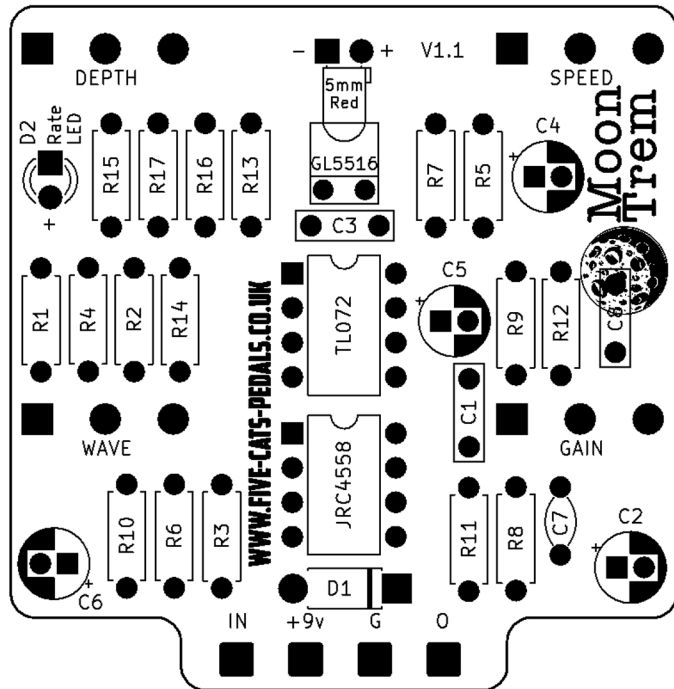 - + V1.1
DEPTH
SPEED
5mm
Red
D2
Rate
LED
C4
Moon
Trem
R15
R17
R16
R13
GL5516
R7
R5
+
+
C3
C5
+
R1
R4
R2
R14
TL072
R9
R12
C8
WWW.FIVE-CATS-PEDALS.CO.UK
C1
WAVE
GAIN
JRC4558
R10
R6
R3
R11
R8
C7
C2
+
+
C6
D1
IN +9v G O